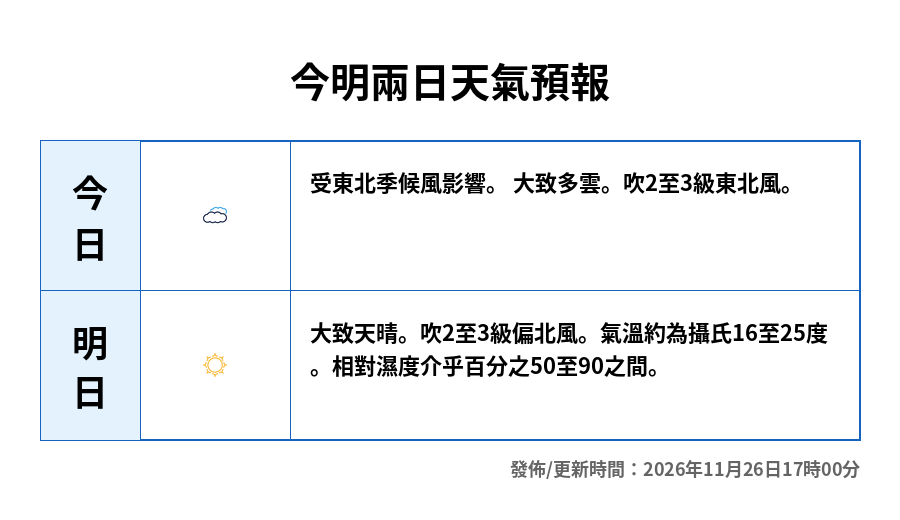 今明兩日天氣預報
今
日
受東北季候風影響。 大致多雲。吹2至3級東北風。
明
日
大致天晴。吹2至3級偏北風。氣溫約為攝氏16至25度
。相對濕度介乎百分之50至90之間。
發佈/更新時間：2026年11月26日17時00分